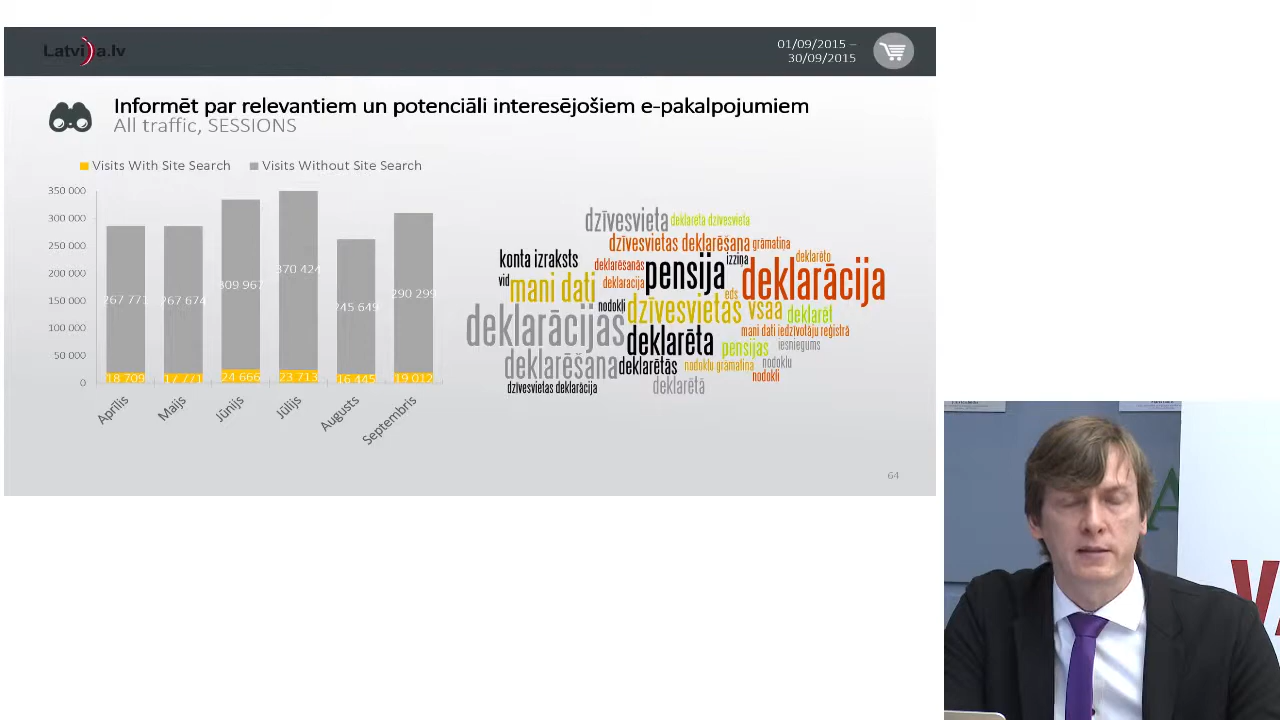 Latvija.lv
01/09/2015 –
30/09/2015
Informēt par relevantiem un potenciāli interesējošiem e-pakalpojumiem
All traffic, SESSIONS
Visits With Site Search
Visits Without Site Search
350 000
300 000
250 000
200 000
150 000
100 000
50 000
0
267 771
267 674
309 967
370 424
245 649
290 299
18 709
17 771
24 666
23 713
16 445
19 012
Aprīlis
Maijs
Jūnijs
Jūlijs
Augusts
Septembris
dzīvesvieta
deklarētā dzīvesvieta
dzīvesvietas deklarēšana
grāmatiņa
konta izraksts
deklarēšanās
pensija
izziņa
deklarēto
vid
mani dati
deklaracija
deklarācija
eds
nodokli
dzīvesvietas
vsaa
deklarēt
deklarācijas
deklarēta
mani dati iedzīvotāju reģistrā
pensijas
iesniegums
deklarēšana
deklarētās
nodokļu grāmatiņa
nodokļu
nodokļi
dzīvesvietas deklarācija
deklarētā
64